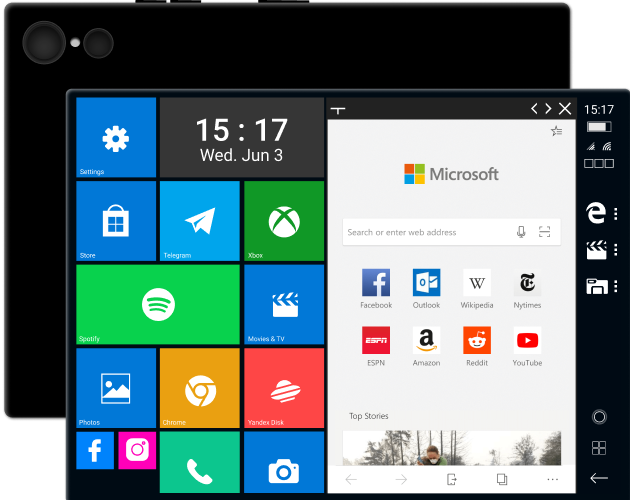 15 : 17
Wed. Jun 3
Settings
Store
Telegram
Xbox
Spotify
Movies & TV
Photos
Chrome
Yandex Disk
Microsoft
Search or enter web address
Facebook
Outlook
Wikipedia
Nytimes
W
ESPN
ESPN
Amazon
Reddit
YouTube
Top Stories
15:17